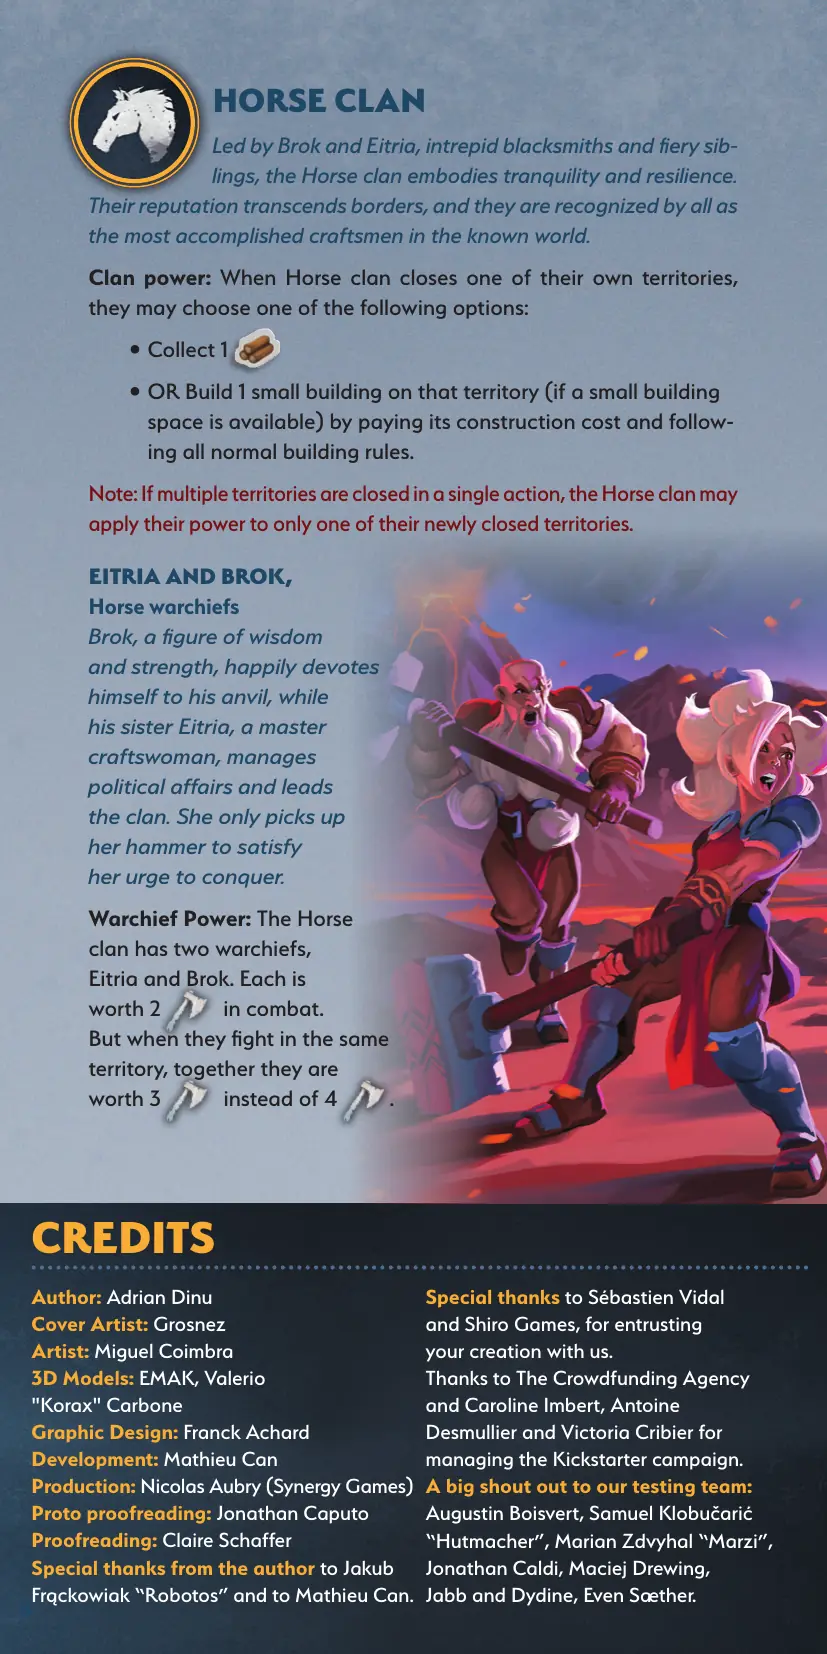 HORSE CLAN
Led by Brok and Eitria, intrepid blacksmiths and fiery sib-
lings, the Horse clan embodies tranquility and resilience.
Their reputation transcends borders, and they are recognized by all as
the most accomplished craftsmen in the known world.
Clan power: When Horse clan closes one of their own territories,
they may choose one of the following options:
• Collect 1
• OR Build 1 small building on that territory (if a small building
space is available) by paying its construction cost and follow-
ing all normal building rules.
Note: If multiple territories are closed in a single action, the Horse clan may
apply their power to only one of their newly closed territories.
EITRIA AND BROK,
Horse warchiefs
Brok, a figure of wisdom
and strength, happily devotes
himself to his anvil, while
his sister Eitria, a master
craftswoman, manages
political affairs and leads
the clan. She only picks up
her hammer to satisfy
her urge to conquer.
Warchief Power: The Horse
clan has two warchiefs,
Eitria and Brok. Each is
worth 2 in combat.
But when they fight in the same
territory, together they are
worth 3 instead of 4 .
CREDITS
Author: Adrian Dinu
Cover Artist: Grosnez
Artist: Miguel Coimbra
3D Models: EMAK, Valerio
"Korax" Carbone
Graphic Design: Franck Achard
Development: Mathieu Can
Production: Nicolas Aubry (Synergy Games)
Proto proofreading: Jonathan Caputo
Proofreading: Claire Schaffer
Special thanks from the author to Jakub
Frąckowiak “Robotos” and to Mathieu Can.
Special thanks to Sébastien Vidal
and Shiro Games, for entrusting
your creation with us.
Thanks to The Crowdfunding Agency
and Caroline Imbert, Antoine
Desmullier and Victoria Cribier for
managing the Kickstarter campaign.
A big shout out to our testing team:
Augustin Boisvert, Samuel Klobučarić
“Hutmacher”, Marian Zdvyhal “Marzi”,
Jonathan Caldi, Maciej Drewing,
Jabb and Dydine, Even Sæther.